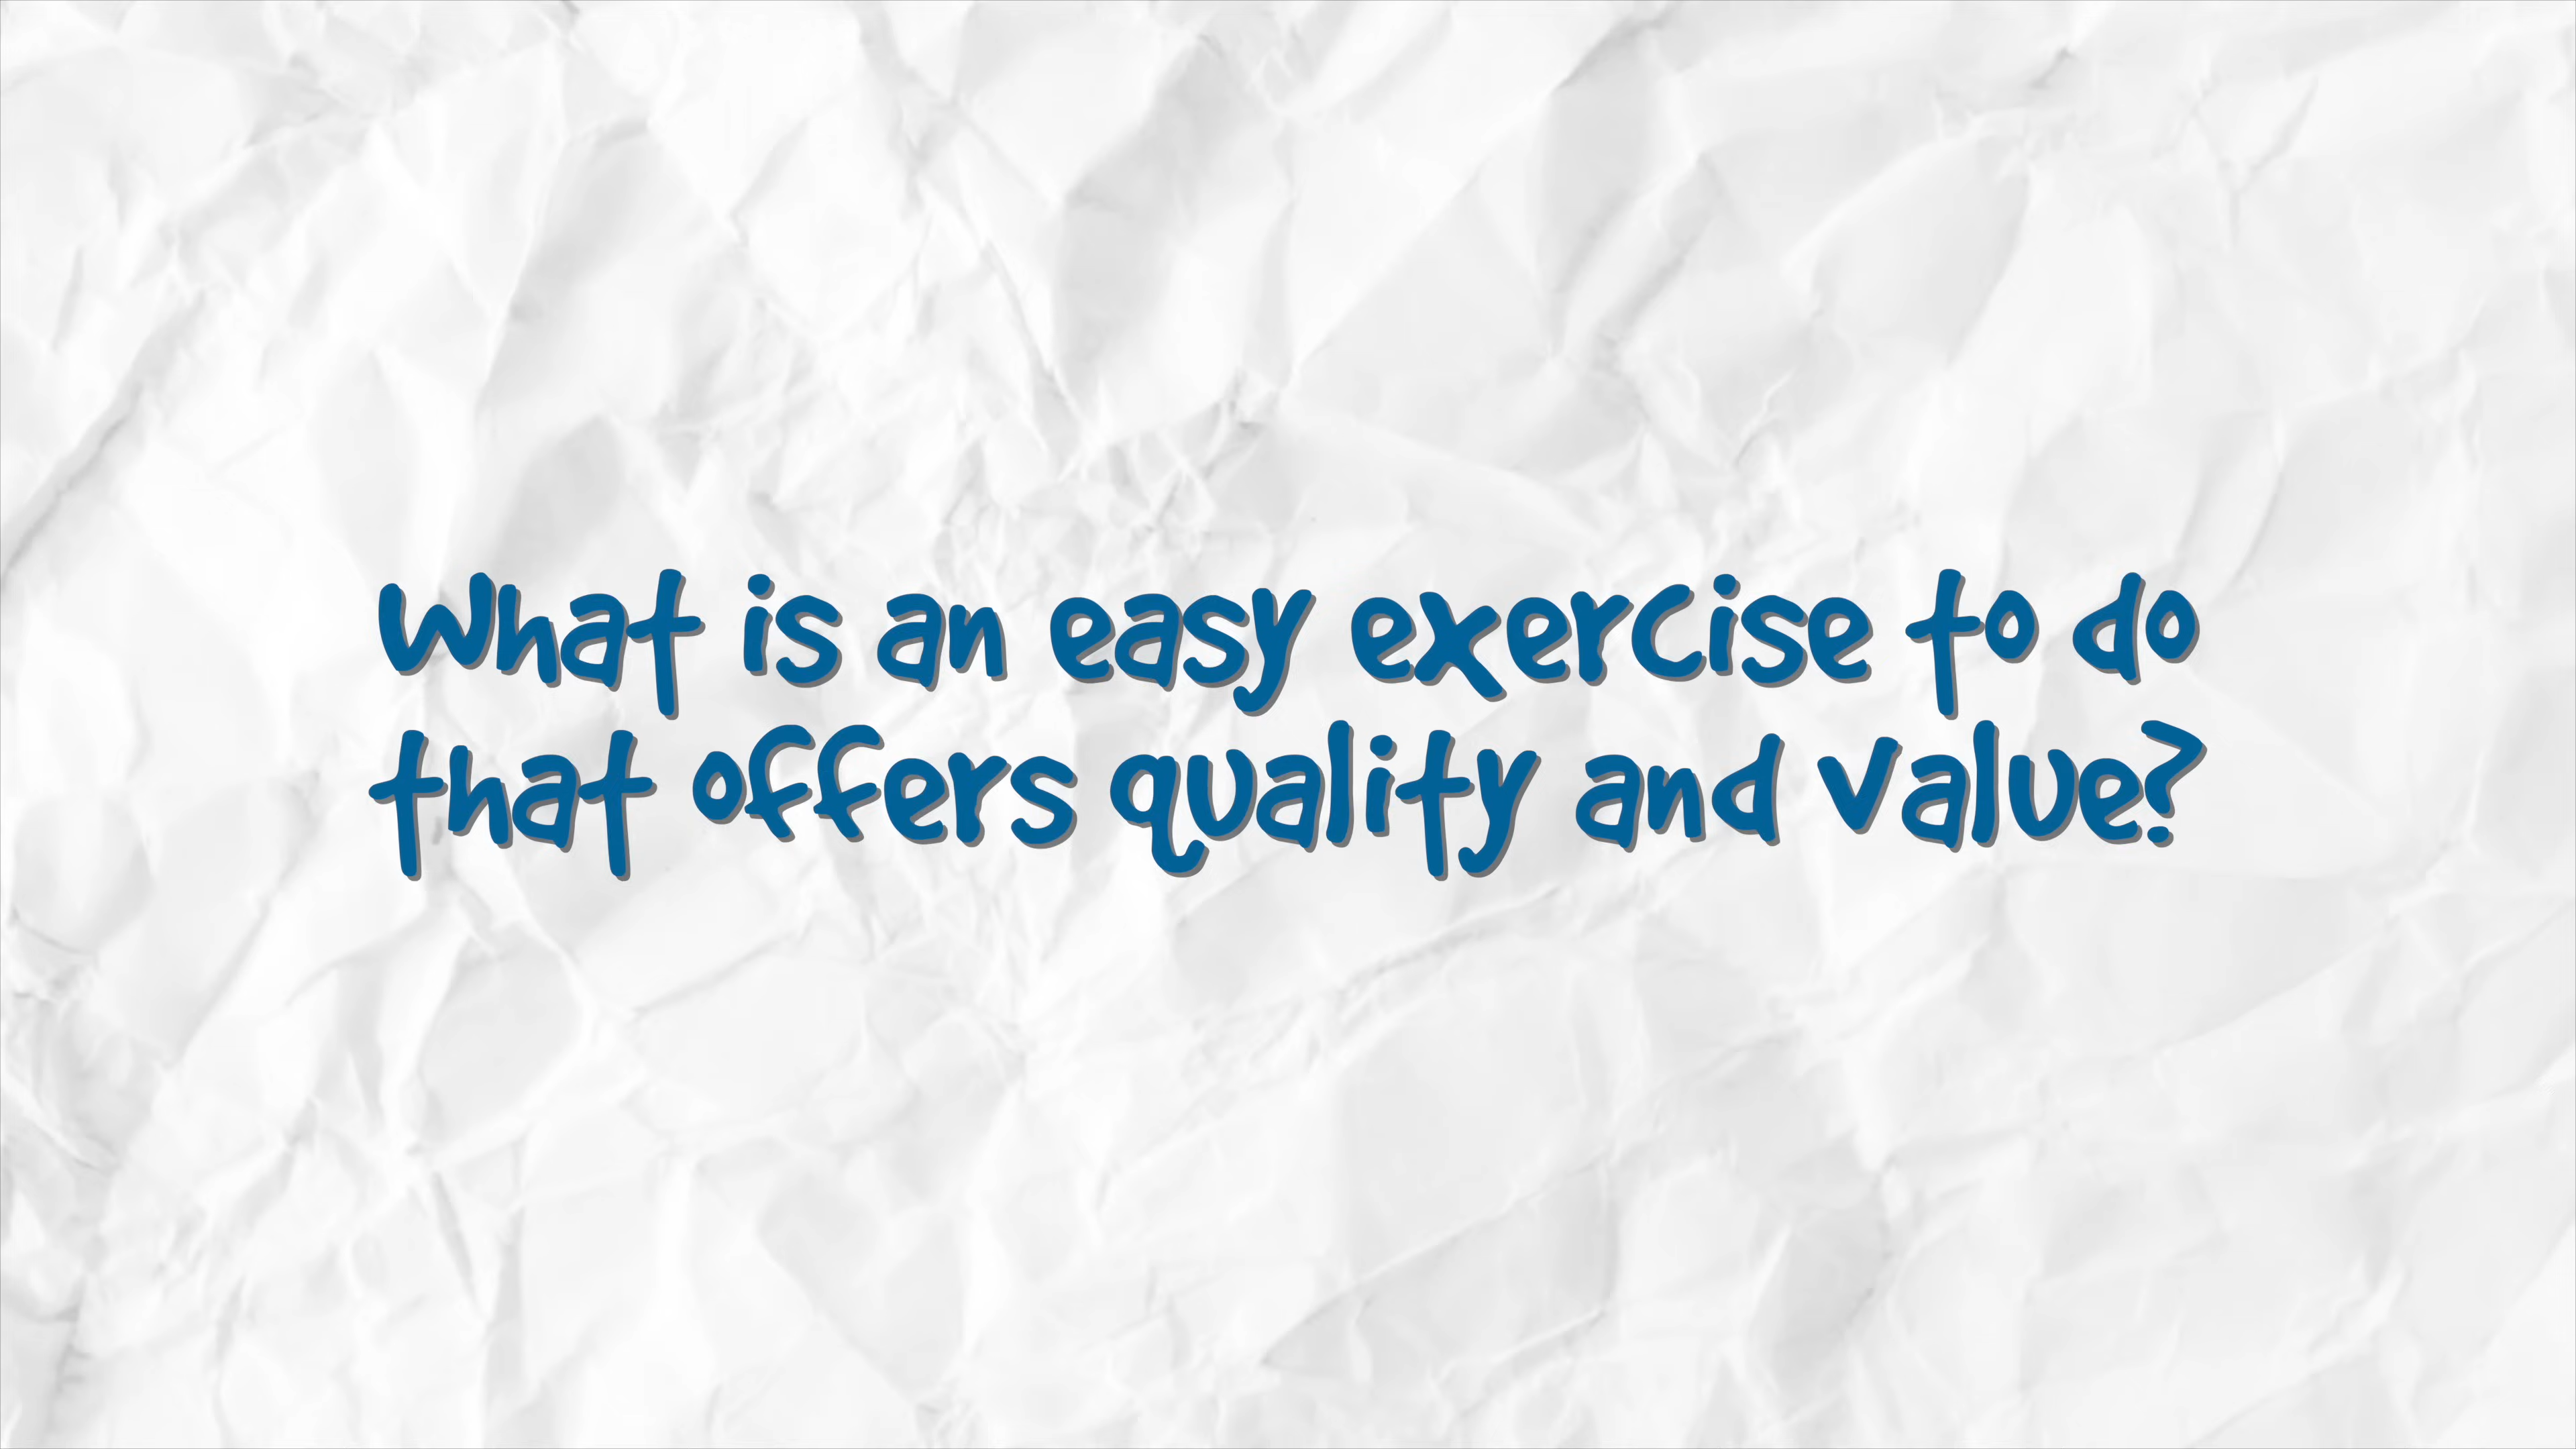 What is an easy exercise to do
that offers quality and value?